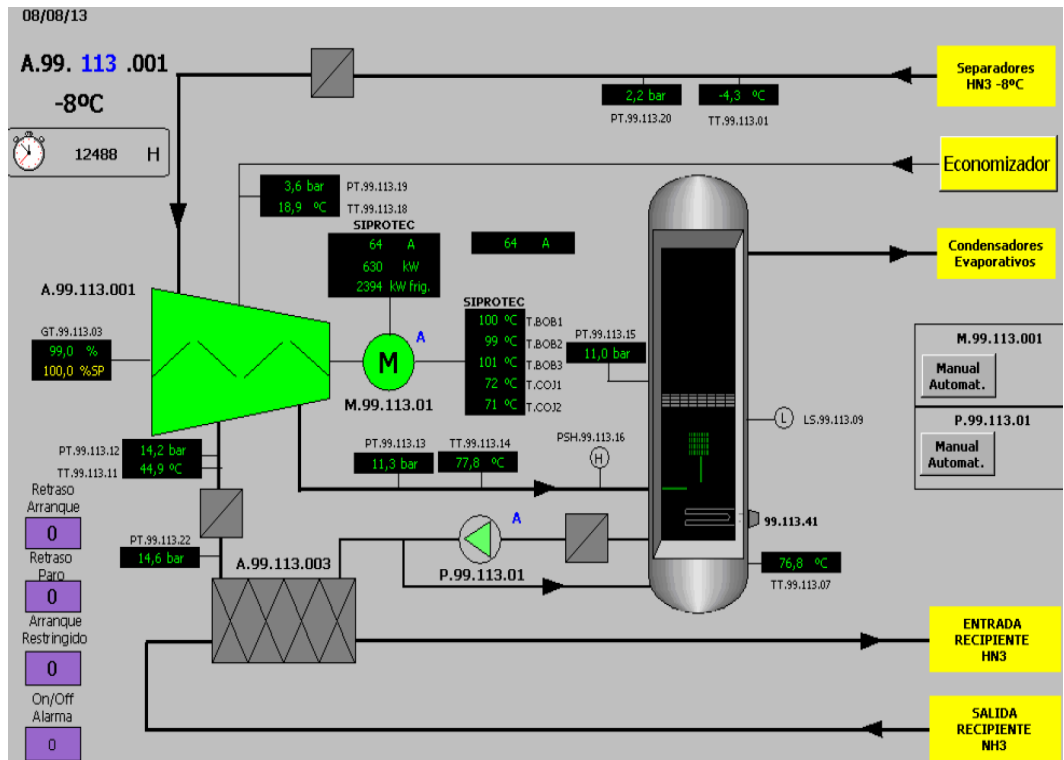 08/08/13
A.99. 113 .001
-8ºC
12488 H
Separadores
HN3 -8ºC
2,2 bar
-4,3 ºC
PT.99.113.20
TT.99.113.01
Economizador
3,6 bar
PT.99.113.19
18,9 ºC
TT.99.113.18
SIPROTEC
64 A
630 kW
2394 kW frig.
64 A
Condensadores
Evaporativos
A.99.113.001
GT.99.113.03
99,0 %
100,0 %SP
M
A
M.99.113.01
SIPROTEC
100 ºC T.BOB1
99 ºC T.BOB2
101 ºC T.BOB3
72 ºC T.COJ1
71 ºC T.COJ2
PT.99.113.15
11,0 bar
M.99.113.001
Manual
Automat.
P.99.113.01
Manual
Automat.
L
LS.99.113.09
PT.99.113.12
14,2 bar
TT.99.113.11
44,9 ºC
PT.99.113.13
11,3 bar
TT.99.113.14
77,8 ºC
PSH.99.113.16
H
Retraso
Arranque
0
Retraso
Paro
0
Arranque
Restringido
0
On/Off
Alarma
0
PT.99.113.22
14,6 bar
A.99.113.003
A
P.99.113.01
99.113.41
76,8 ºC
TT.99.113.07
ENTRADA
RECIPIENTE
HN3
SALIDA
RECIPIENTE
NH3